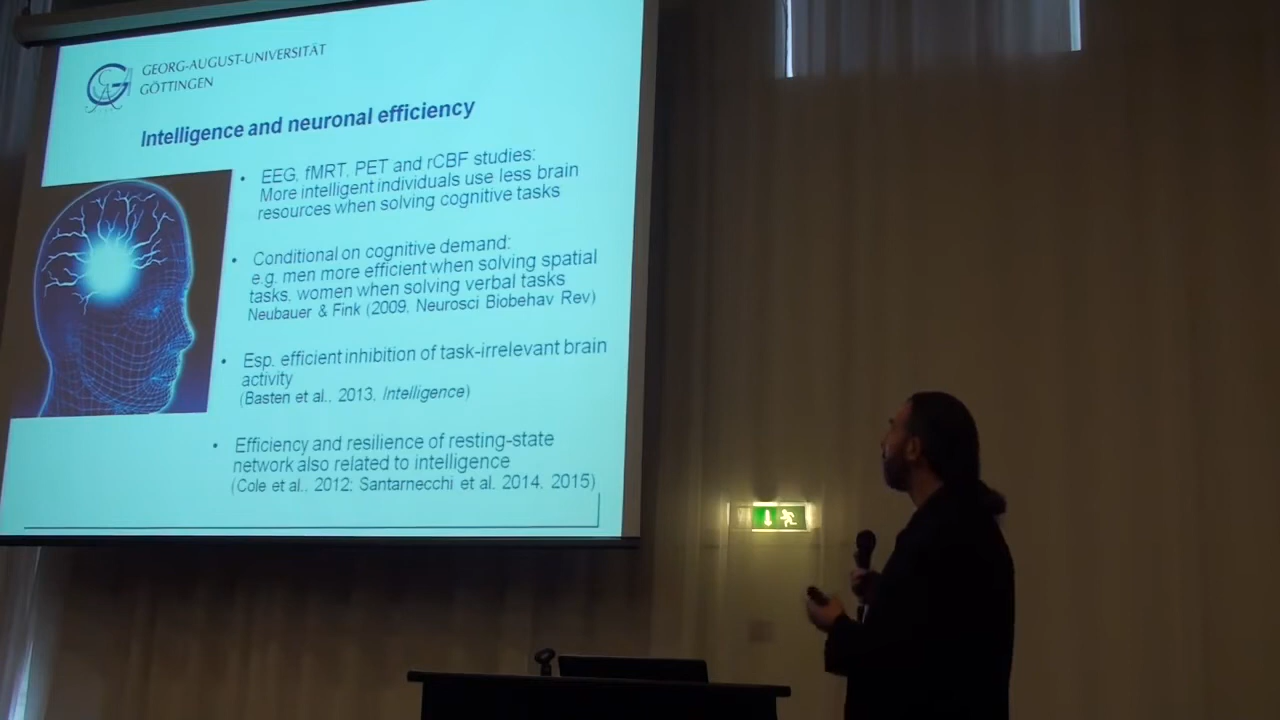 GEORG-AUGUST-UNIVERSITÄT
GÖTTINGEN
Intelligence and neuronal efficiency
• EEG, fMRT, PET and rCBF studies:
More intelligent individuals use less brain
resources when solving cognitive tasks
• Conditional on cognitive demand:
e.g. men more efficient when solving spatial
tasks, women when solving verbal tasks
Neubauer & Fink (2009, Neurosci Biobehav Rev)
• Esp. efficient inhibition of task-irrelevant brain
activity
(Basten et al., 2013, Intelligence)
• Efficiency and resilience of resting-state
network also related to intelligence
(Cole et al., 2012; Santarnecchi et al. 2014, 2015)